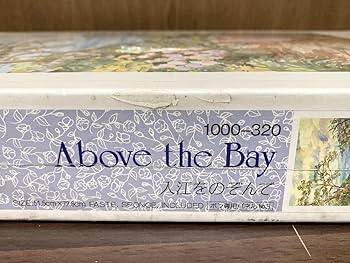 1000-320
Above the Bay
入江をのぞんで
PASTE, SPONGE, INCLUDED